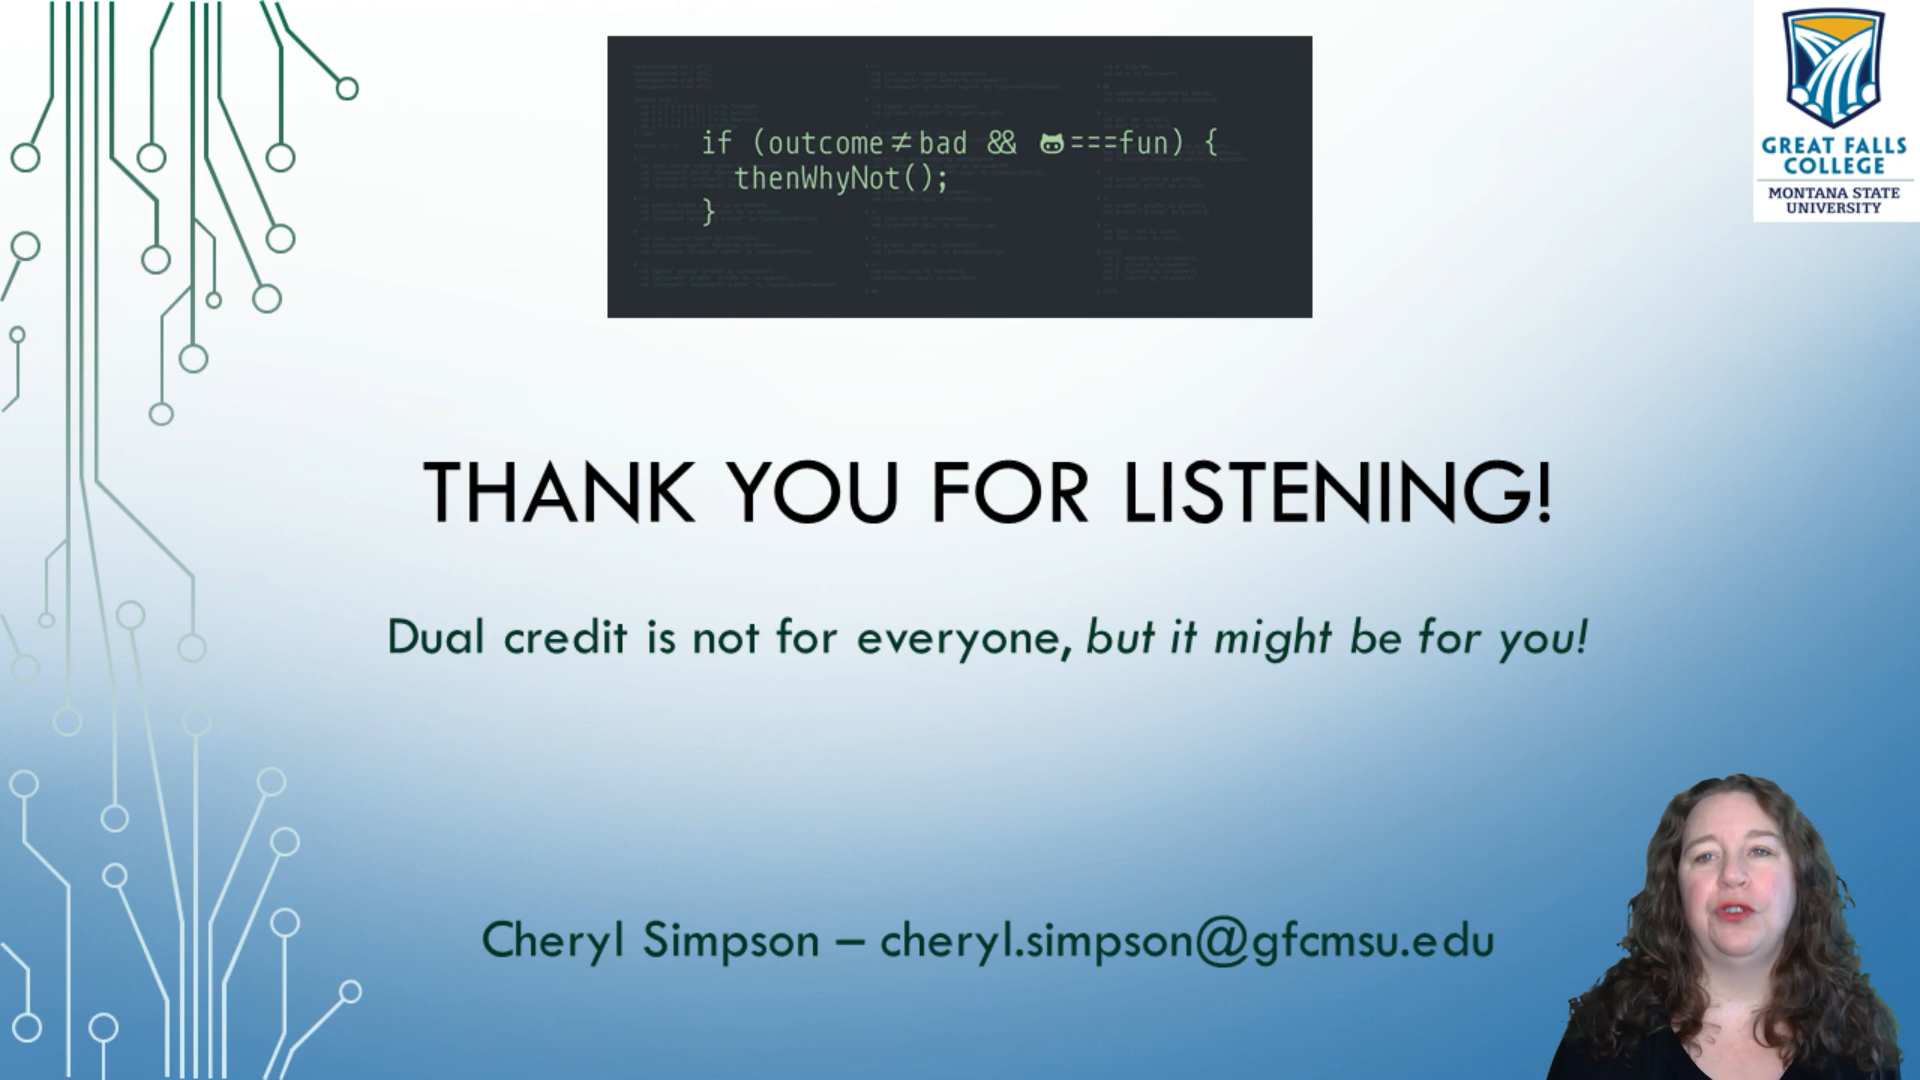 if (outcome≠bad && ===fun) {
thenWhyNot();
}
GREAT FALLS
COLLEGE
MONTANA STATE
UNIVERSITY
THANK YOU FOR LISTENING!
Dual credit is not for everyone, but it might be for you!
Cheryl Simpson – cheryl.simpson@gfcmsu.edu